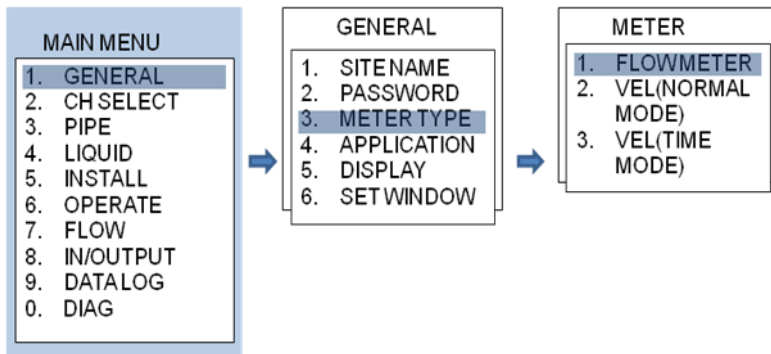 MAIN MENU
1. GENERAL
2. CH SELECT
3. PIPE
4. LIQUID
5. INSTALL
6. OPERATE
7. FLOW
8. IN/OUTPUT
9. DATALOG
0. DIAG
GENERAL
1. SITE NAME
2. PASSWORD
3. METER TYPE
4. APPLICATION
5. DISPLAY
6. SET WINDOW
METER
1. FLOWMETER
2. VEL(NORMAL
MODE)
3. VEL(TIME
MODE)